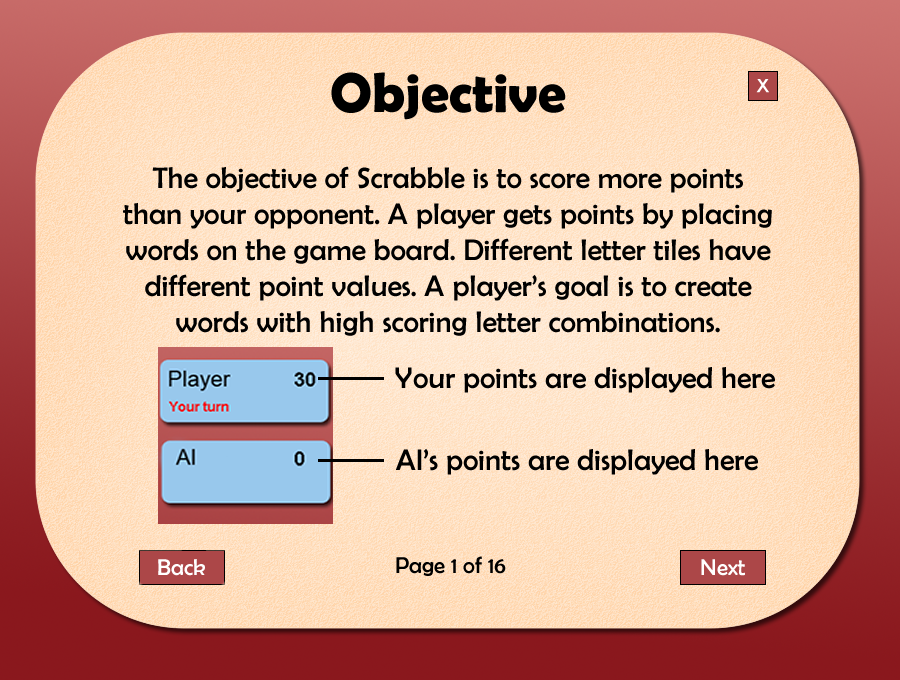 Objective
X
The objective of Scrabble is to score more points
than your opponent. A player gets points by placing
words on the game board. Different letter tiles have
different point values. A player's goal is to create
words with high scoring letter combinations.
Player 30
Your points are displayed here
Your turn
AI 0
AI's points are displayed here
Back
Page 1 of 16
Next